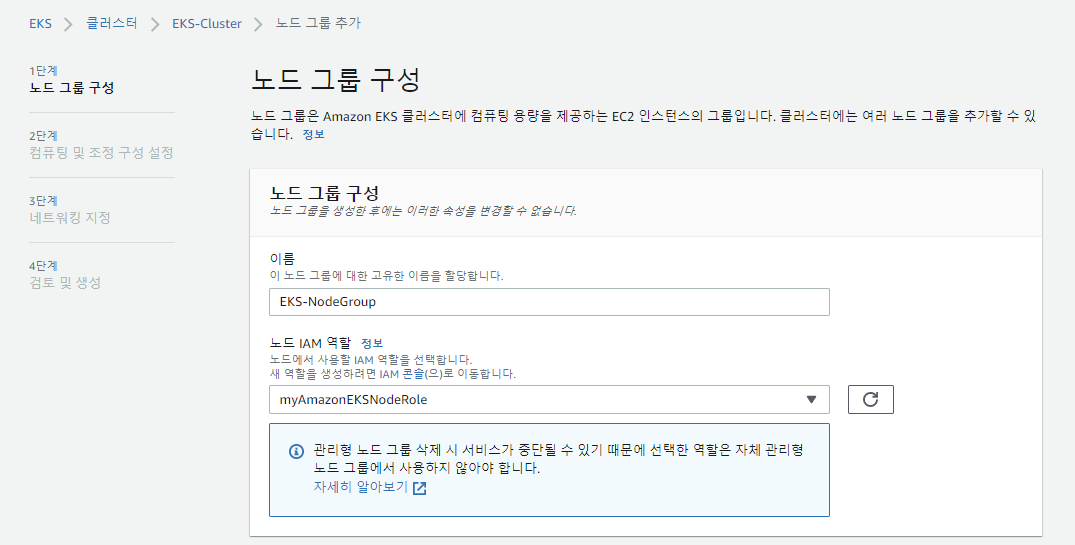 EKS > 클러스터 > EKS-Cluster > 노드 그룹 추가
1단계
노드 그룹 구성
2단계
컴퓨팅 및 조정 구성 설정
3단계
네트워킹 지정
4단계
검토 및 생성
노드 그룹 구성
노드 그룹은 Amazon EKS 클러스터에 컴퓨팅 용량을 제공하는 EC2 인스턴스의 그룹입니다. 클러스터에는 여러 노드 그룹을 추가할 수 있
습니다. 정보
노드 그룹 구성
노드 그룹을 생성한 후에는 이러한 속성을 변경할 수 없습니다.
이름
이 노드 그룹에 대한 고유한 이름을 할당합니다.
EKS-NodeGroup
노드 IAM 역할 정보
노드에서 사용할 IAM 역할을 선택합니다.
새 역할을 생성하려면 IAM 콘솔(으)로 이동합니다.
myAmazonEKSNodeRole
관리형 노드 그룹 삭제 시 서비스가 중단될 수 있기 때문에 선택한 역할은 자체 관리형
노드 그룹에서 사용하지 않아야 합니다.
자세히 알아보기